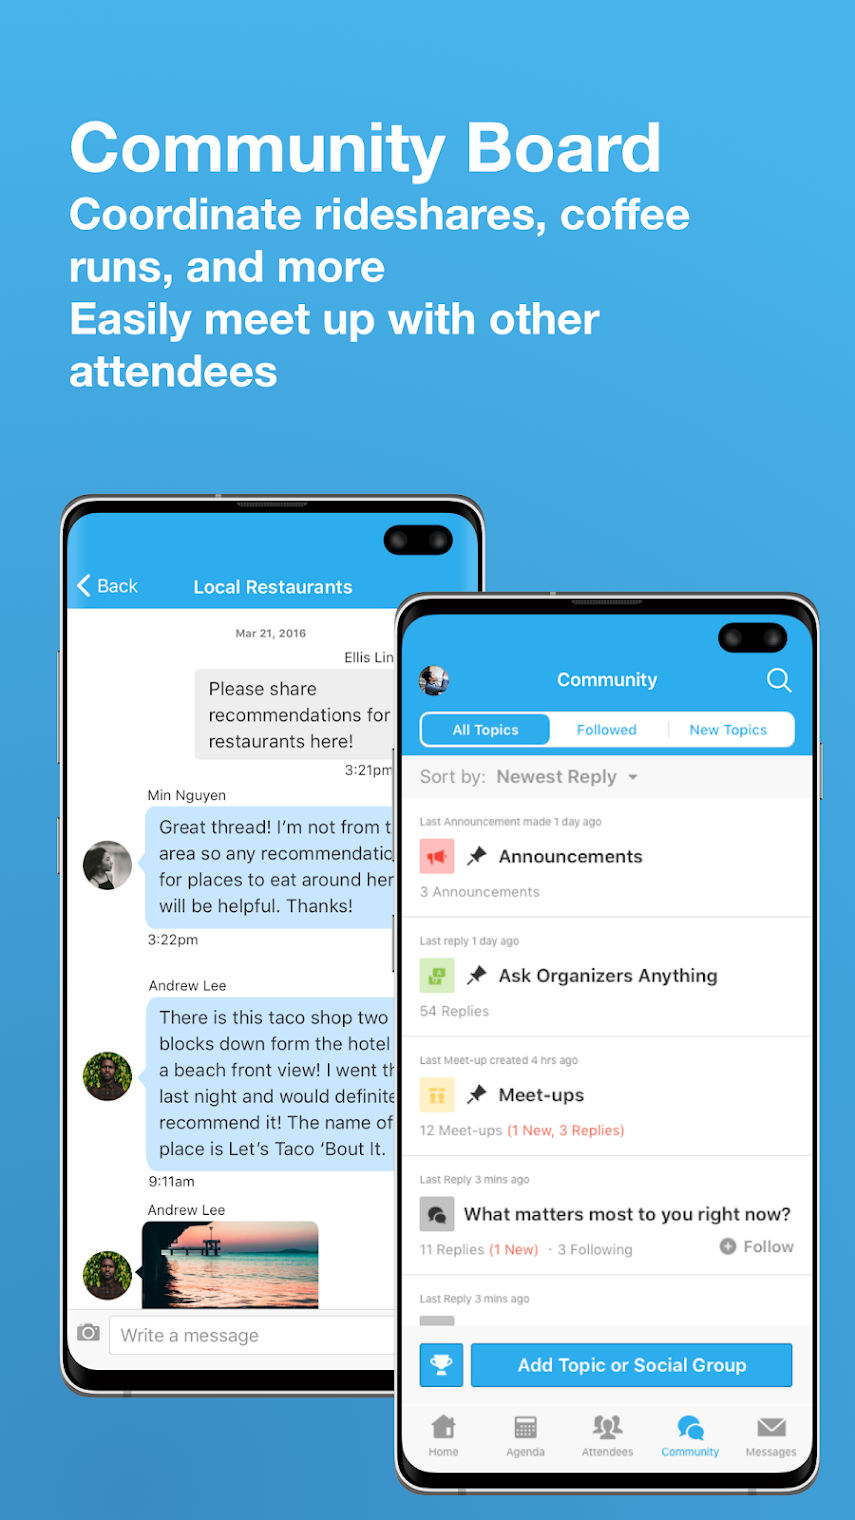 Community Board
Coordinate rideshares, coffee
runs, and more
Easily meet up with other
attendees
Back
Local Restaurants
Mar 21, 2016
Ellis Lin
Please share
recommendations for
restaurants here!
3:21pm
Min Nguyen
Great thread! I'm not from t
area so any recommendatio
for places to eat around her
will be helpful. Thanks!
3:22pm
Andrew Lee
There is this taco shop two
blocks down form the hotel
a beach front view! I went th
last night and would definite
recommend it! The name of
place is Let's Taco 'Bout It.
9:11am
Andrew Lee
Write a message
Community
All Topics Followed New Topics
Sort by: Newest Reply
Last Announcement made 1 day ago
Announcements
3 Announcements
Last reply 1 day ago
Ask Organizers Anything
54 Replies
Last Meet-up created 4 hrs ago
Meet-ups
12 Meet-ups (1 New, 3 Replies)
Last Reply 3 mins ago
What matters most to you right now?
11 Replies (1 New) · 3 Following Follow
Last Reply 3 mins ago
Add Topic or Social Group
Home Agenda Attendees Community Messages